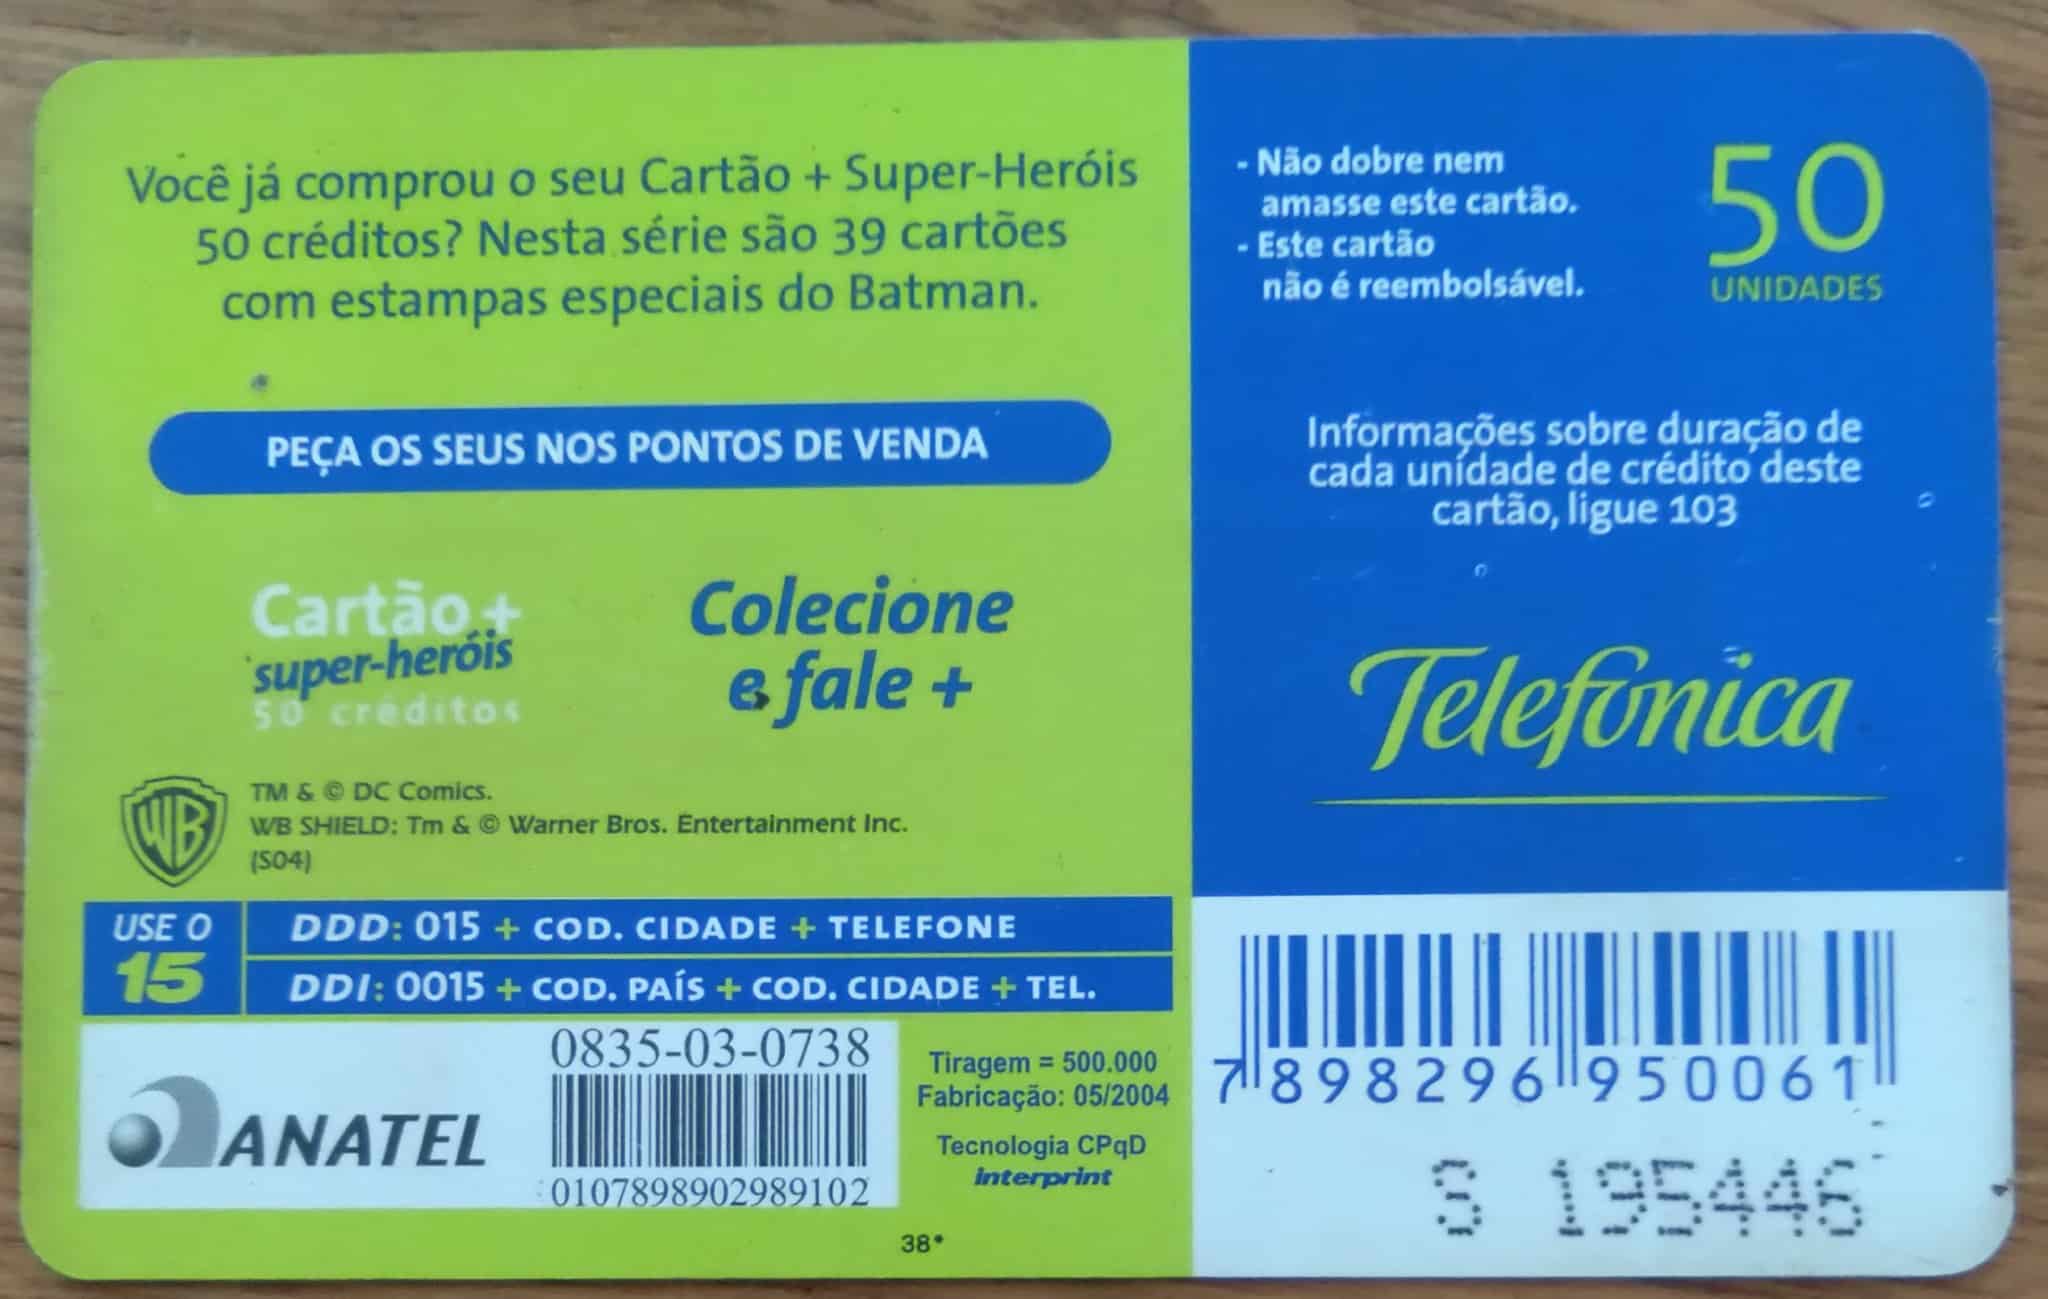 Você já comprou o seu Cartão + Super-Heróis
50 créditos? Nesta série são 39 cartões
com estampas especiais do Batman.
PEÇA OS SEUS NOS PONTOS DE VENDA
Cartão +
super-heróis
50 créditos
Colecione
e fale +
WB
TM & © DC Comics.
WB SHIELD: Tm & © Warner Bros. Entertainment Inc.
(S04)
USE O
15
DDD: 015 + COD. CIDADE + TELEFONE
DDI: 0015 + COD. PAÍS + COD. CIDADE + TEL.
ANATEL
0835-03-0738
0107898902989102
Tiragem = 500.000
Fabricação: 05/2004
Tecnologia CPqD
interprint
38*
- Não dobre nem
amasse este cartão.
- Este cartão
não é reembolsável.
50
UNIDADES
Informações sobre duração de
cada unidade de crédito deste
cartão, ligue 103
Telefonica
7 898296 950061
S 195446